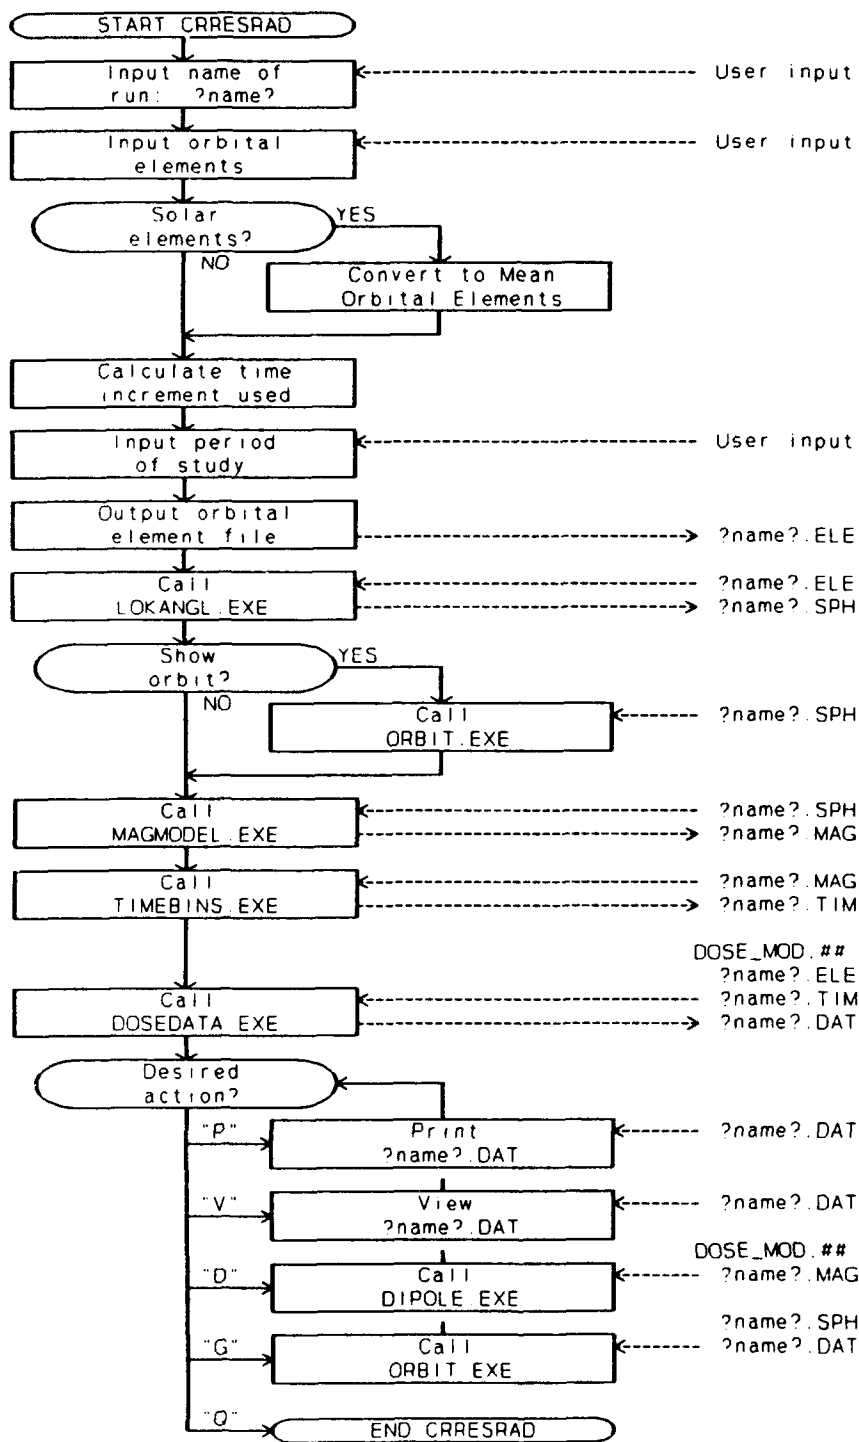 START CRRESRAD
Input name of
run: ?name?
User input
Input orbital
elements
User input
Solar
elements?
YES
NO
Convert to Mean
Orbital Elements
Calculate time
increment used
Input period
of study
User input
Output orbital
element file
?name?.ELE
Call
LOKANGL.EXE
?name?.ELE
?name?.SPH
Show
orbit?
YES
NO
Call
ORBIT.EXE
?name?.SPH
Call
MAGMODEL.EXE
?name?.SPH
?name?.MAG
Call
TIMEBINS.EXE
?name?.MAG
?name?.TIM
DOSE_MOD.##
?name?.ELE
Call
DOSEDATA.EXE
?name?.TIM
?name?.DAT
Desired
action?
"P"
Print
?name?.DAT
?name?.DAT
"V"
View
?name?.DAT
?name?.DAT
DOSE_MOD.##
"D"
Call
DIPOLE.EXE
?name?.MAG
?name?.SPH
"G"
Call
ORBIT.EXE
?name?.DAT
"Q"
END CRRESRAD